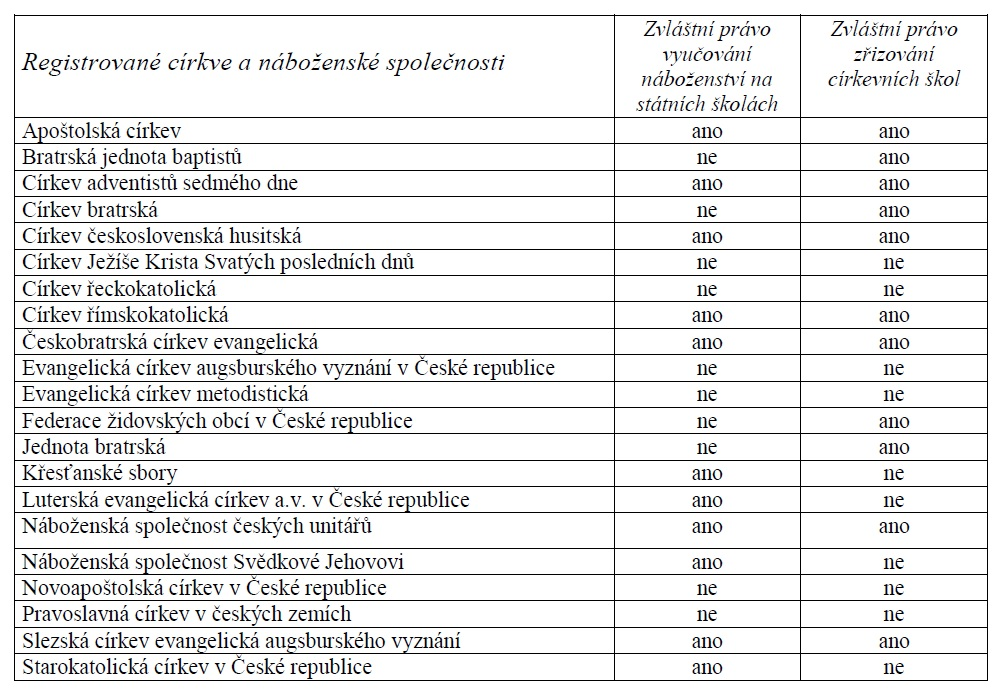 Registrované církve a náboženské společnosti
Zvláštní právo
vyučování
náboženství na
státních školách
Zvláštní právo
zřizování
církevních škol
Apoštolská církev ano ano
Bratrská jednota baptistů ne ano
Církev adventistů sedmého dne ano ano
Církev bratrská ne ano
Církev československá husitská ano ano
Církev Ježíše Krista Svatých posledních dnů ne ne
Církev řeckokatolická ne ne
Církev římskokatolická ano ano
Českobratrská církev evangelická ano ano
Evangelická církev augsburského vyznání v České republice ne ne
Evangelická církev metodistická ne ne
Federace židovských obcí v České republice ne ano
Jednota bratrská ne ano
Křesťanské sbory ano ne
Luterská evangelická církev a.v. v České republice ano ne
Náboženská společnost českých unitářů ano ano
Náboženská společnost Svědkové Jehovovi ano ne
Novoapoštolská církev v České republice ne ne
Pravoslavná církev v českých zemích ne ne
Slezská církev evangelická augsburského vyznání ano ano
Starokatolická církev v České republice ano ne